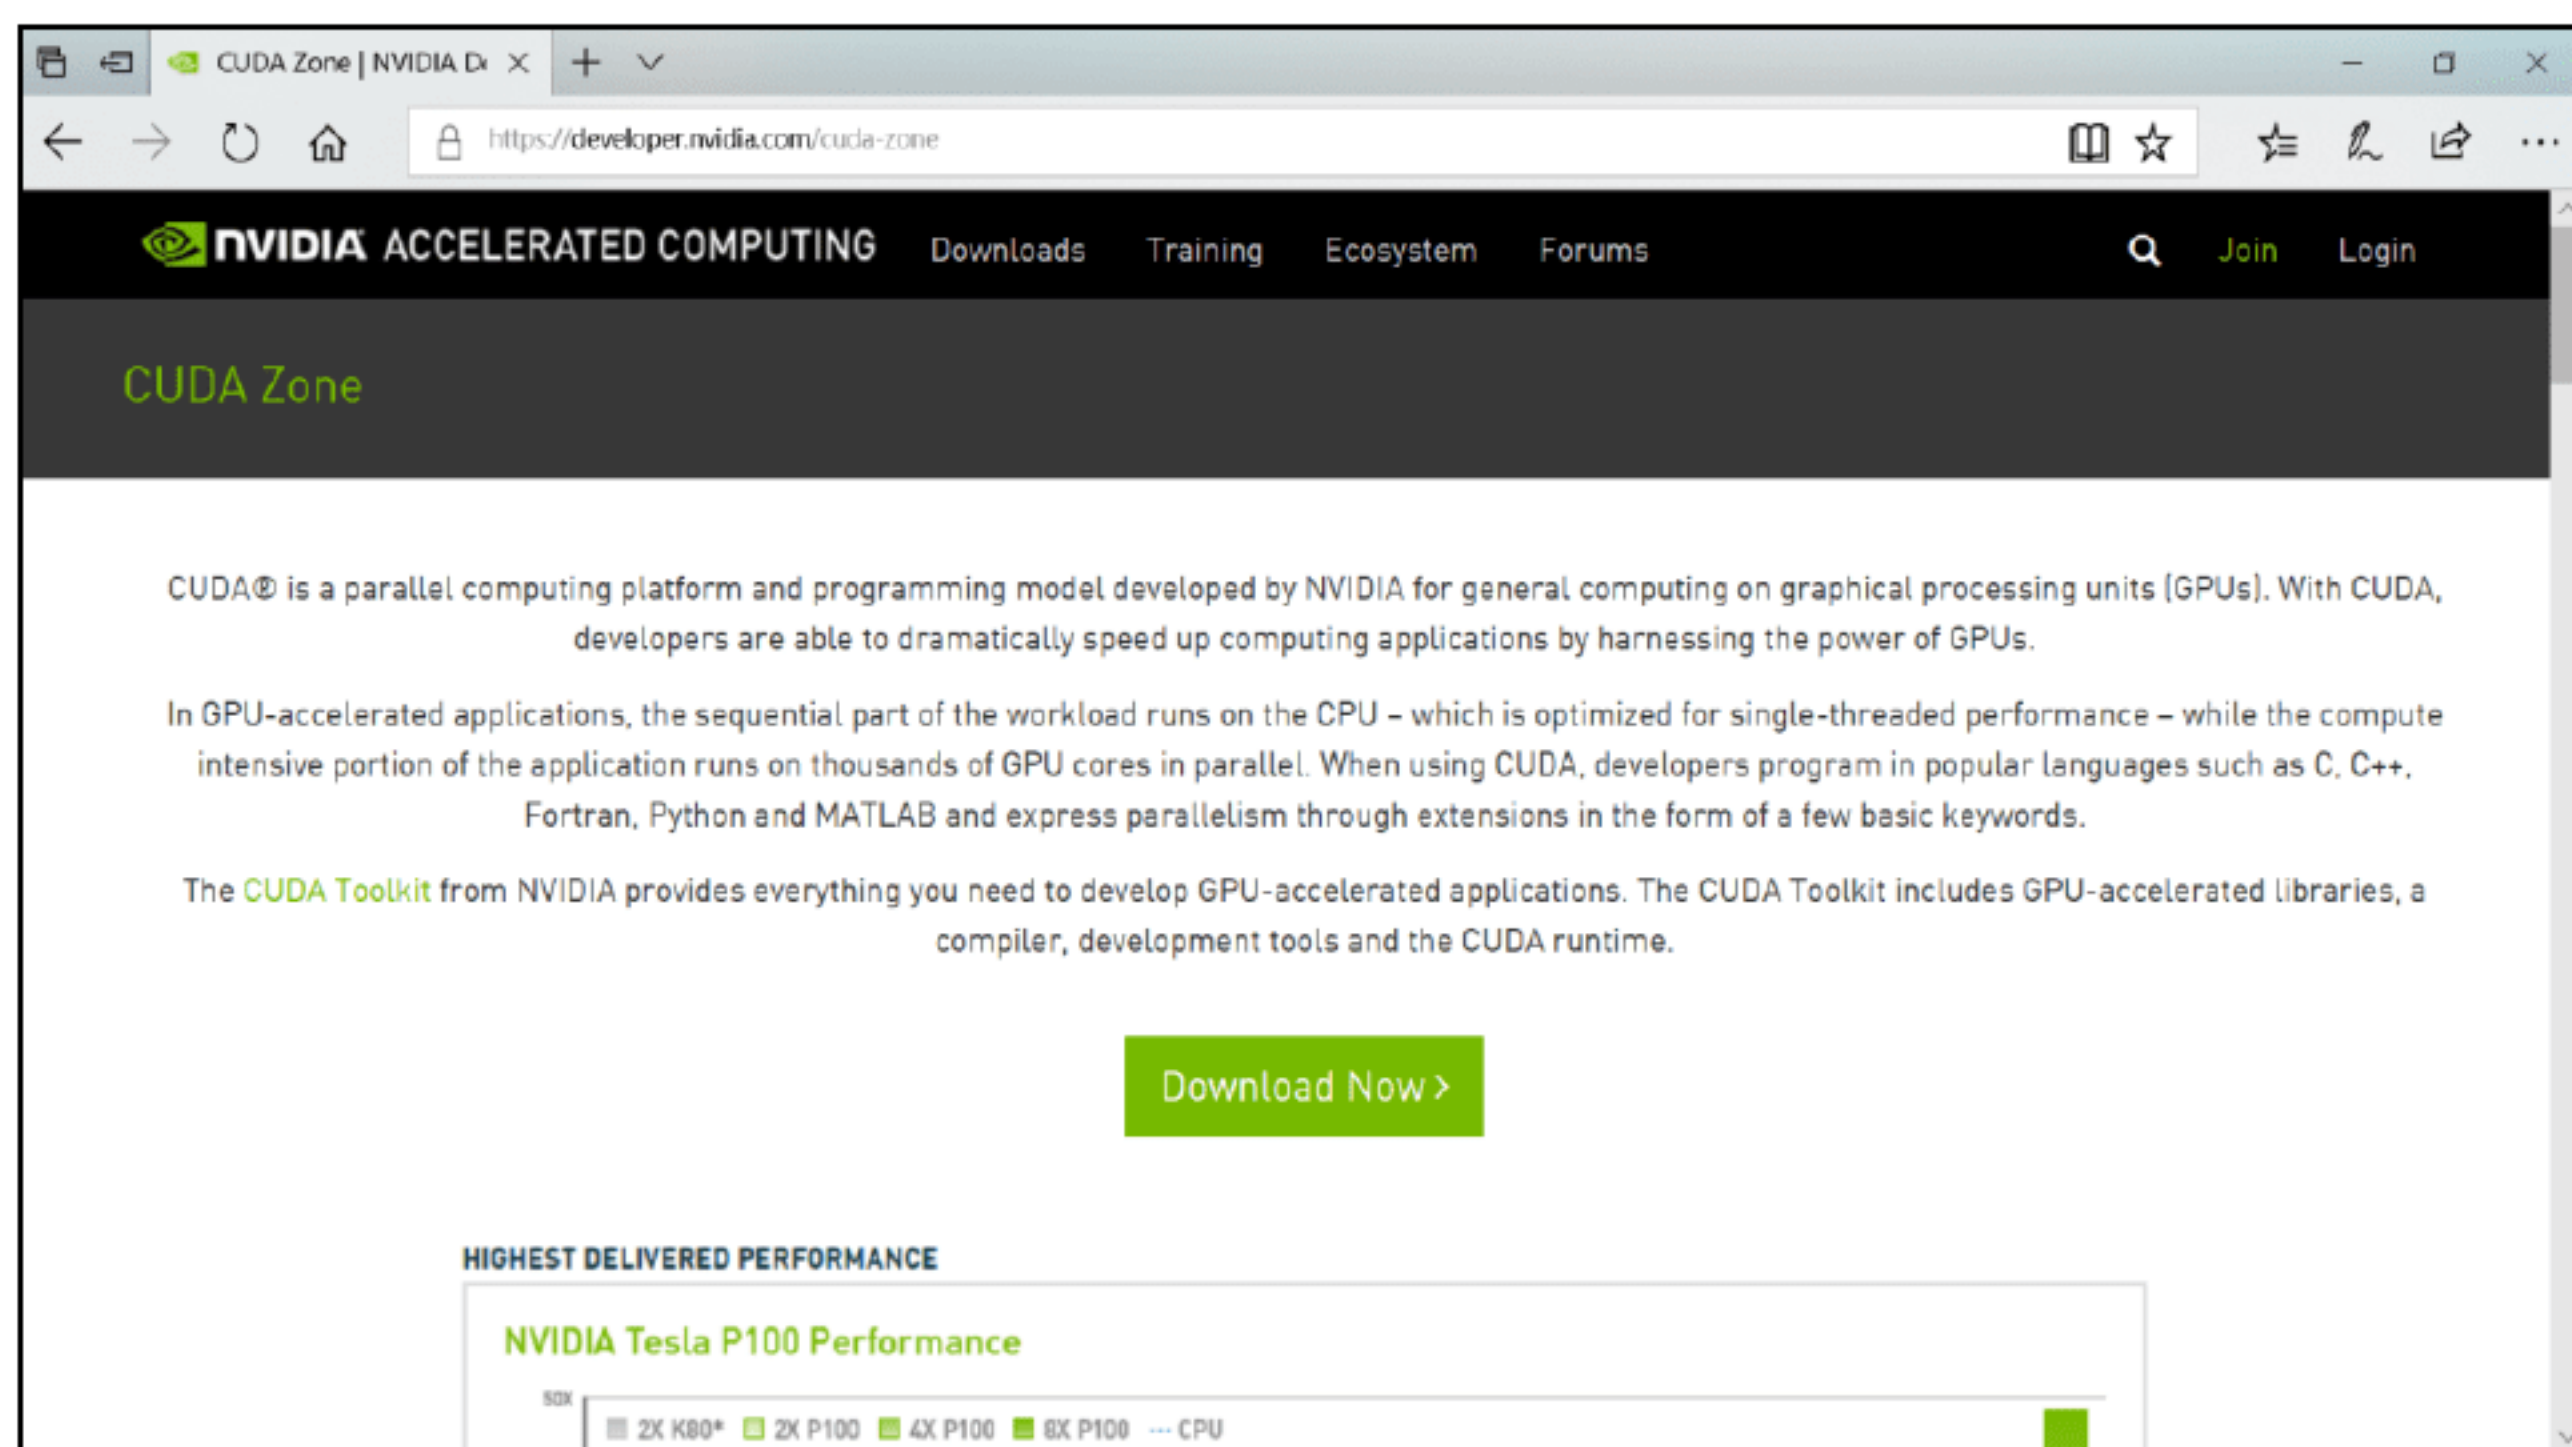 CUDA Zone | NVIDIA De
https://developer.nvidia.com/cuda-zone
NVIDIA ACCELERATED COMPUTING Downloads Training Ecosystem Forums Join Login
CUDA Zone
CUDA® is a parallel computing platform and programming model developed by NVIDIA for general computing on graphical processing units (GPUs). With CUDA,
developers are able to dramatically speed up computing applications by harnessing the power of GPUs.
In GPU-accelerated applications, the sequential part of the workload runs on the CPU – which is optimized for single-threaded performance – while the compute
intensive portion of the application runs on thousands of GPU cores in parallel. When using CUDA, developers program in popular languages such as C, C++,
Fortran, Python and MATLAB and express parallelism through extensions in the form of a few basic keywords.
The CUDA Toolkit from NVIDIA provides everything you need to develop GPU-accelerated applications. The CUDA Toolkit includes GPU-accelerated libraries, a
compiler, development tools and the CUDA runtime.
Download Now >
HIGHEST DELIVERED PERFORMANCE
NVIDIA Tesla P100 Performance
50X
2X K80* 2X P100 4X P100 8X P100 --- CPU